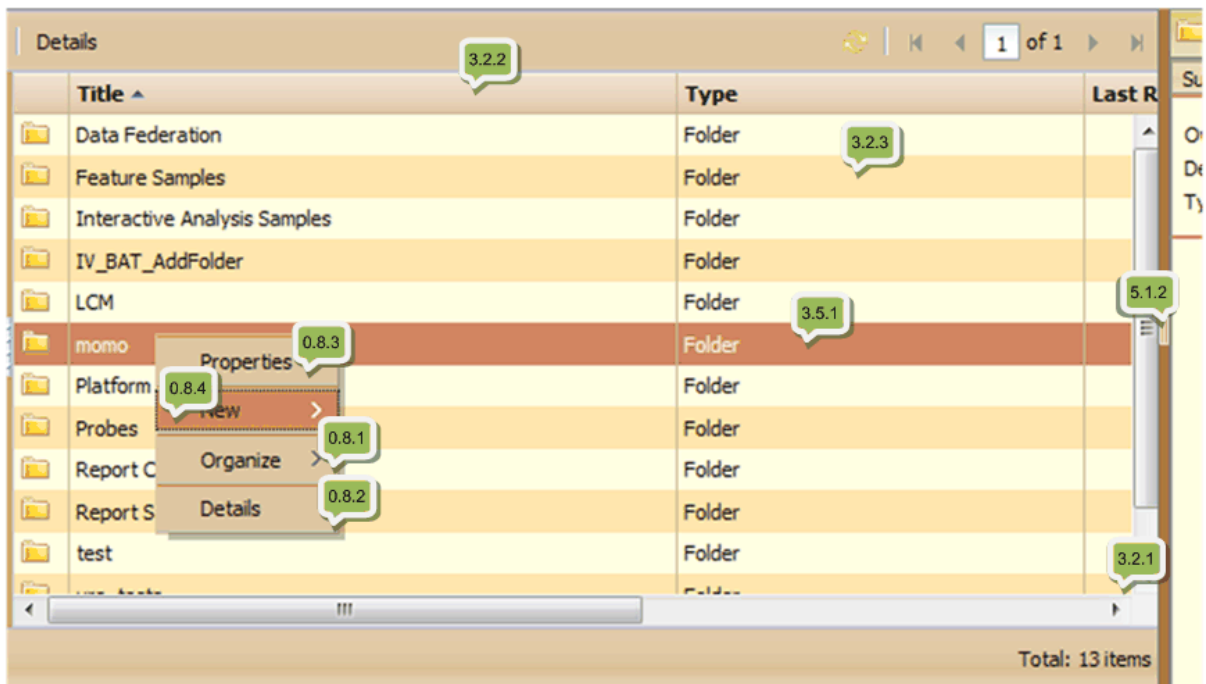 Details
1 of 1
3.2.2
Su
Title Type Last R
Data Federation Folder
3.2.3
Feature Samples Folder
Interactive Analysis Samples Folder
IV_BAT_AddFolder Folder
LCM Folder
5.1.2
3.5.1
momo Folder
0.8.3
Properties
Platform Folder
0.8.4
New
Probes Folder
0.8.1
Organize
Report C Folder
0.8.2
Details
Report S Folder
test Folder
3.2.1
Total: 13 items